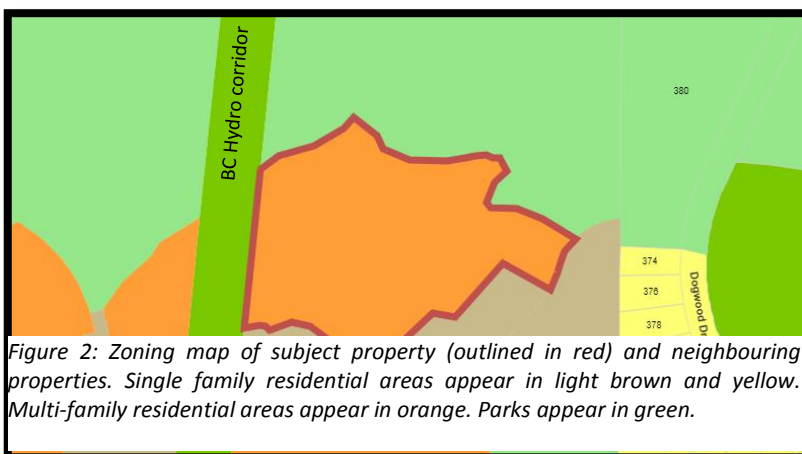 BC Hydro corridor
380
374
376
378
Dogwood D
Figure 2: Zoning map of subject property (outlined in red) and neighbouring
properties. Single family residential areas appear in light brown and yellow.
Multi-family residential areas appear in orange. Parks appear in green.